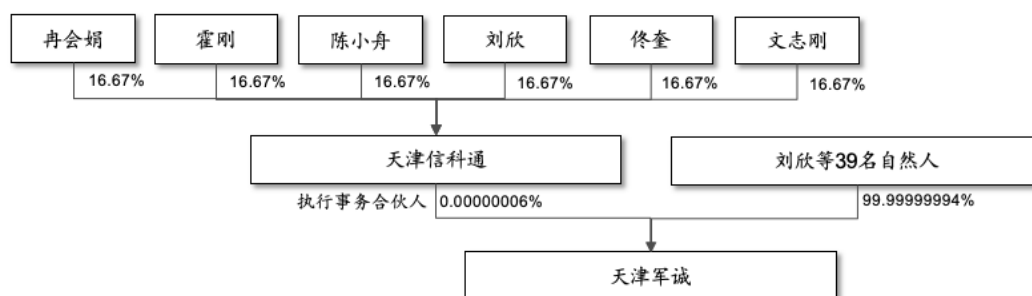 冉会娟 霍刚 陈小舟 刘欣 佟奎 文志刚
16.67% 16.67% 16.67% 16.67% 16.67% 16.67%
天津信科通 刘欣等39名自然人
执行事务合伙人 0.00000006% 99.99999994%
天津军诚